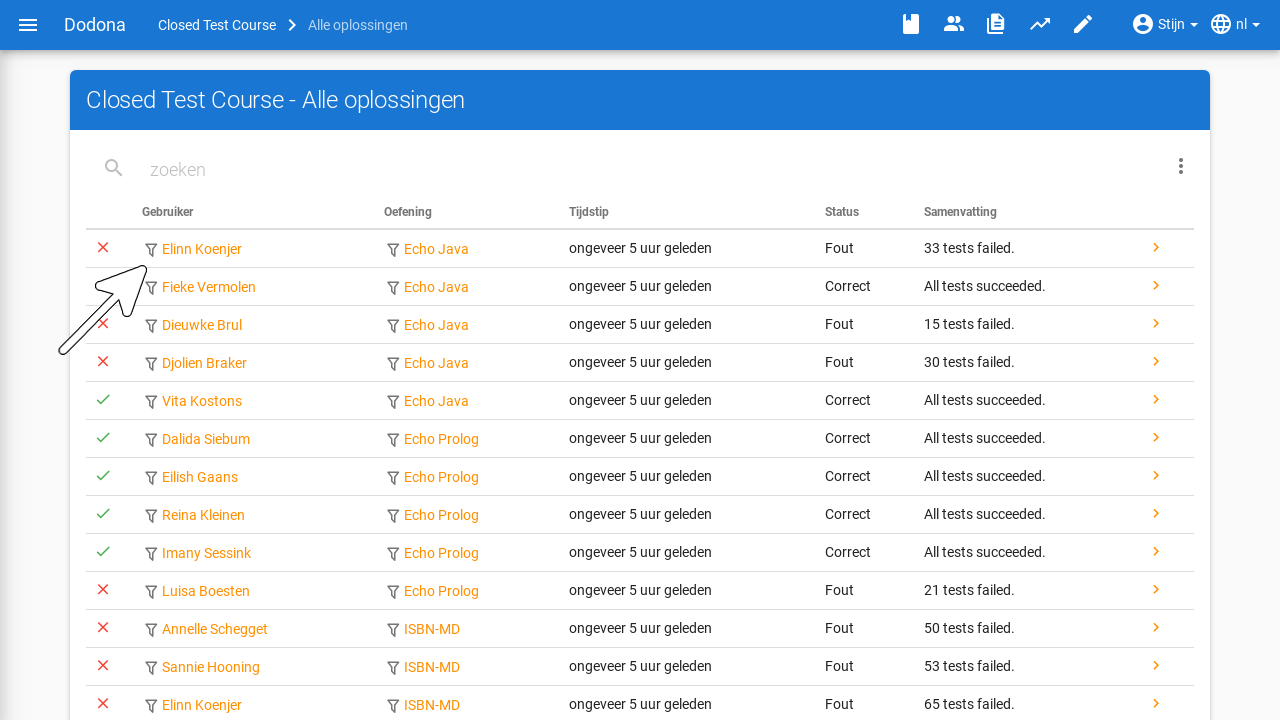 Dodona Closed Test Course Alle oplossingen Stijn nl
Closed Test Course - Alle oplossingen
zoeken
Gebruiker Oefening Tijdstip Status Samenvatting
Elinn Koenjer Echo Java ongeveer 5 uur geleden Fout 33 tests failed.
Fieke Vermolen Echo Java ongeveer 5 uur geleden Correct All tests succeeded.
Dieuwke Brul Echo Java ongeveer 5 uur geleden Fout 15 tests failed.
Djolien Braker Echo Java ongeveer 5 uur geleden Fout 30 tests failed.
Vita Kostons Echo Java ongeveer 5 uur geleden Correct All tests succeeded.
Dalida Siebum Echo Prolog ongeveer 5 uur geleden Correct All tests succeeded.
Eilish Gaans Echo Prolog ongeveer 5 uur geleden Correct All tests succeeded.
Reina Kleinen Echo Prolog ongeveer 5 uur geleden Correct All tests succeeded.
Imany Sessink Echo Prolog ongeveer 5 uur geleden Correct All tests succeeded.
Luisa Boesten Echo Prolog ongeveer 5 uur geleden Fout 21 tests failed.
Annelle Schegget ISBN-MD ongeveer 5 uur geleden Fout 50 tests failed.
Sannie Hooning ISBN-MD ongeveer 5 uur geleden Fout 53 tests failed.
Elinn Koenjer ISBN-MD ongeveer 5 uur geleden Fout 65 tests failed.